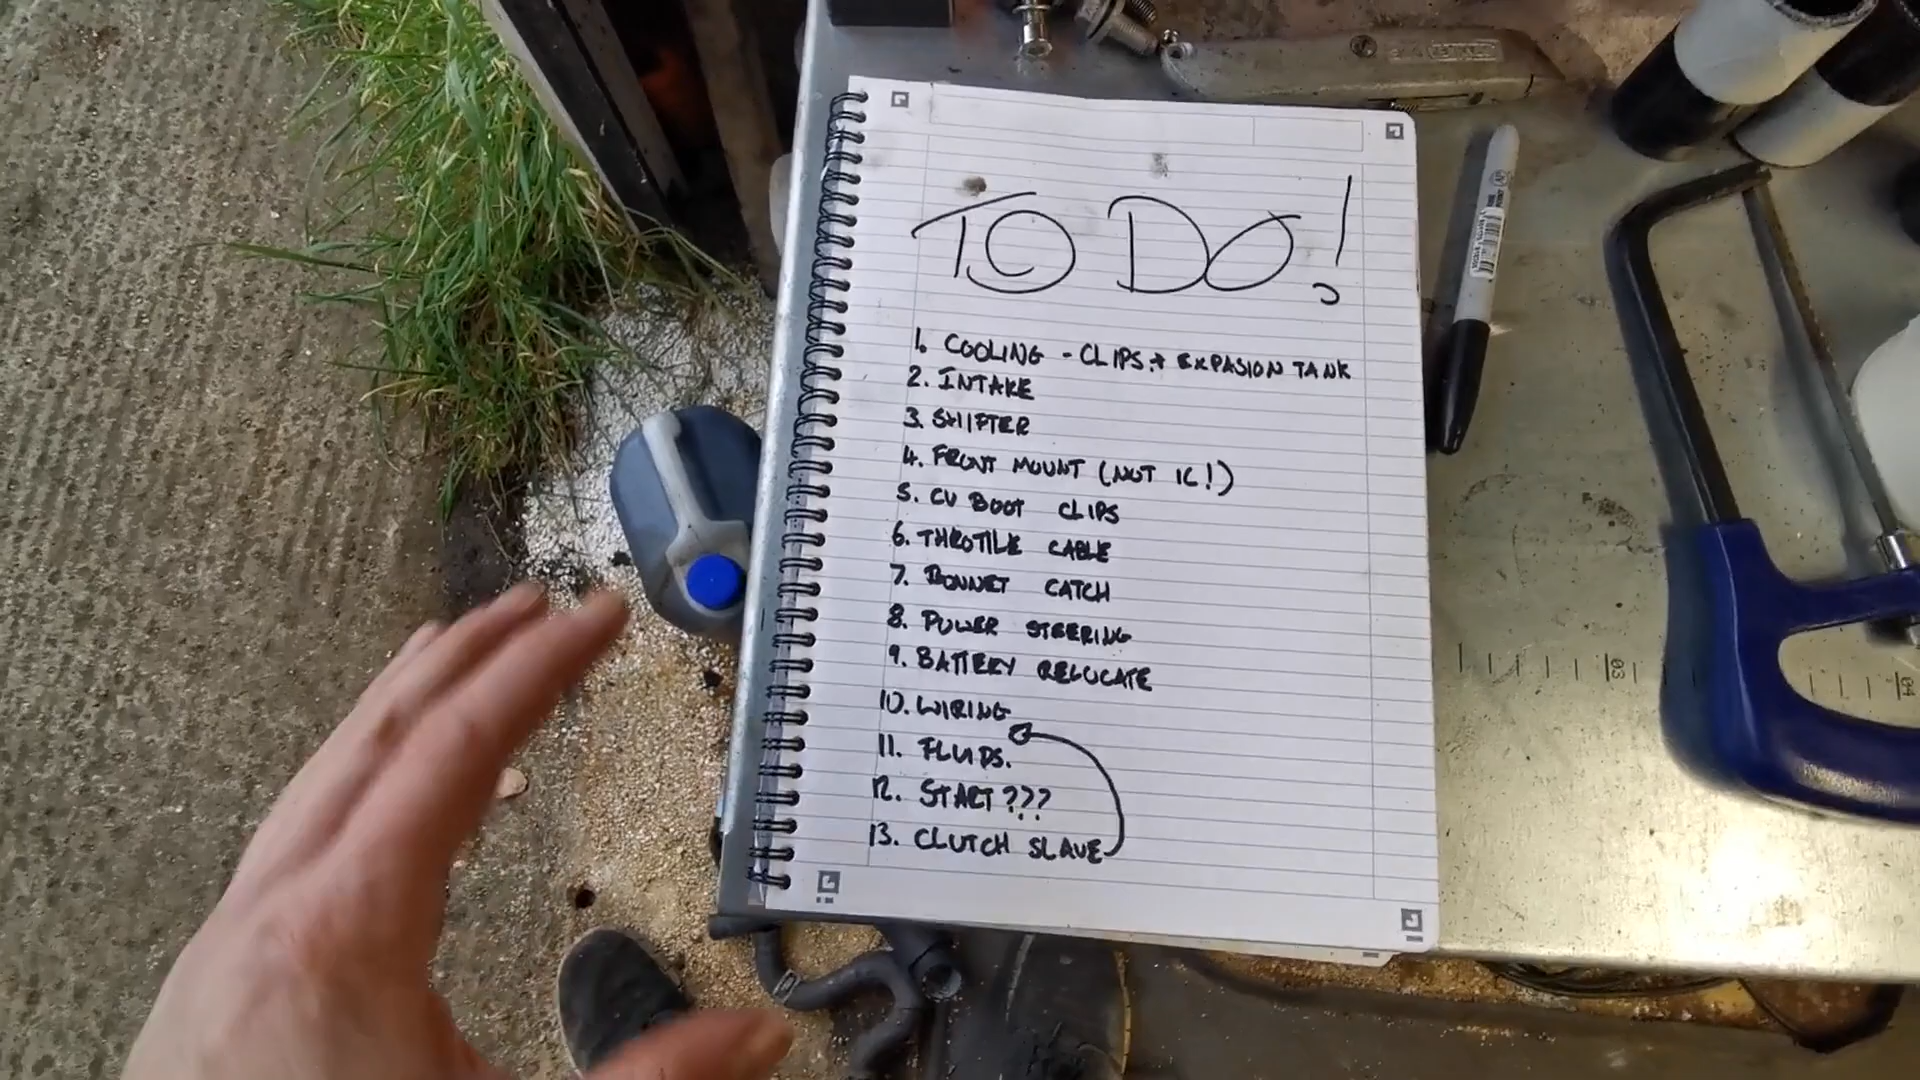 TO DO!
1. COOLING - CLIPS + EXPASION TANK
2. INTAKE
3. SHIFTER
4. FRONT MOUNT (NOT IC!)
5. CV BOOT CLIPS
6. THROTTLE CABLE
7. BONNET CATCH
8. POWER STEERING
9. BATTERY RELOCATE
10. WIRING
11. FLUIDS.
12. START???
13. CLUTCH SLAVE
03
04